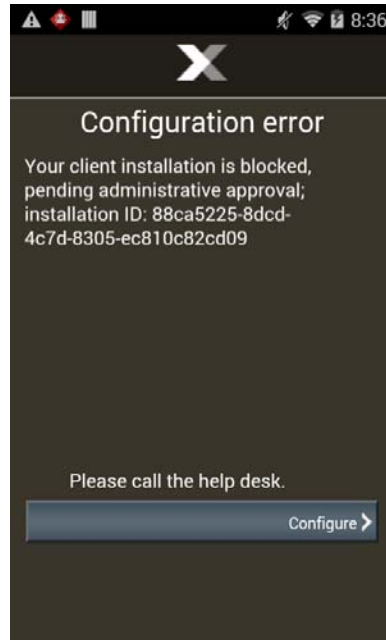 8:36
Configuration error
Your client installation is blocked,
pending administrative approval;
installation ID: 88ca5225-8dcd-
4c7d-8305-ec810c82cd09
Please call the help desk.
Configure